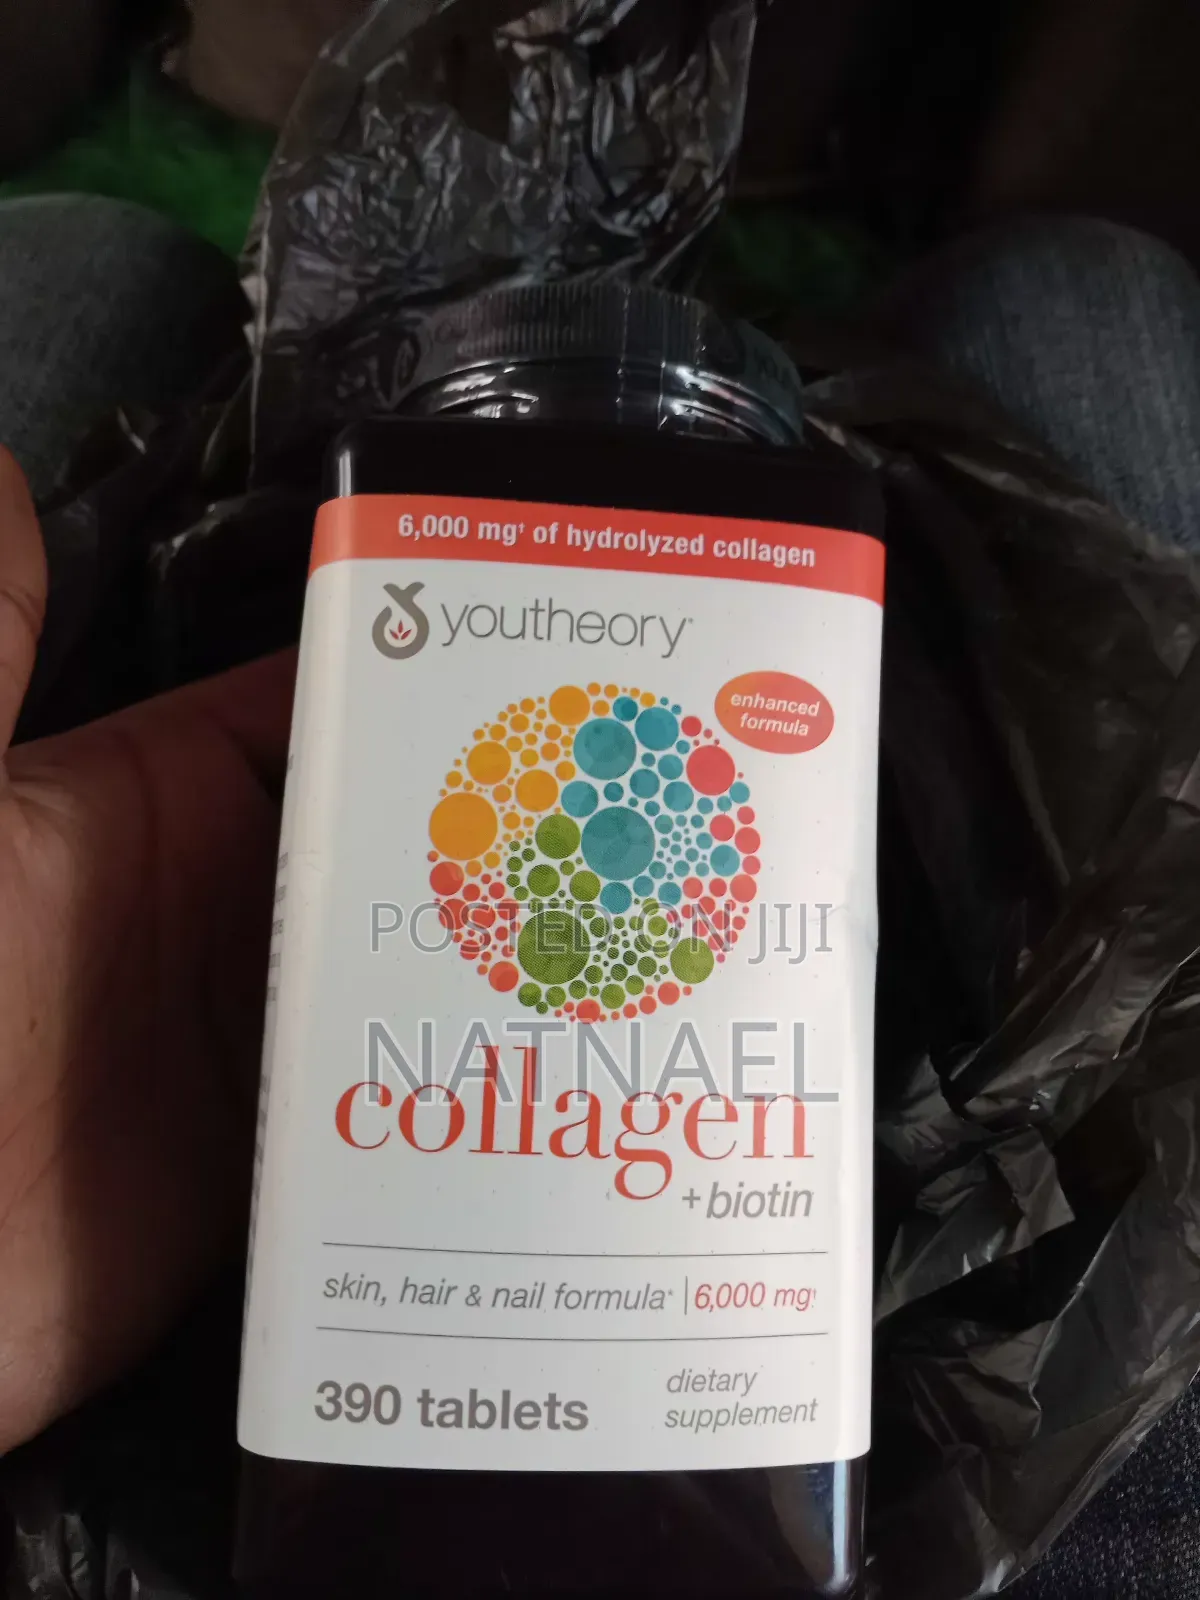 6,000 mg† of hydrolyzed collagen
youtheory®
enhanced
formula
POSTED ON JIJI
NATNAEL
collagen
+ biotin
skin, hair & nail formula* | 6,000 mg†
390 tablets
dietary
supplement